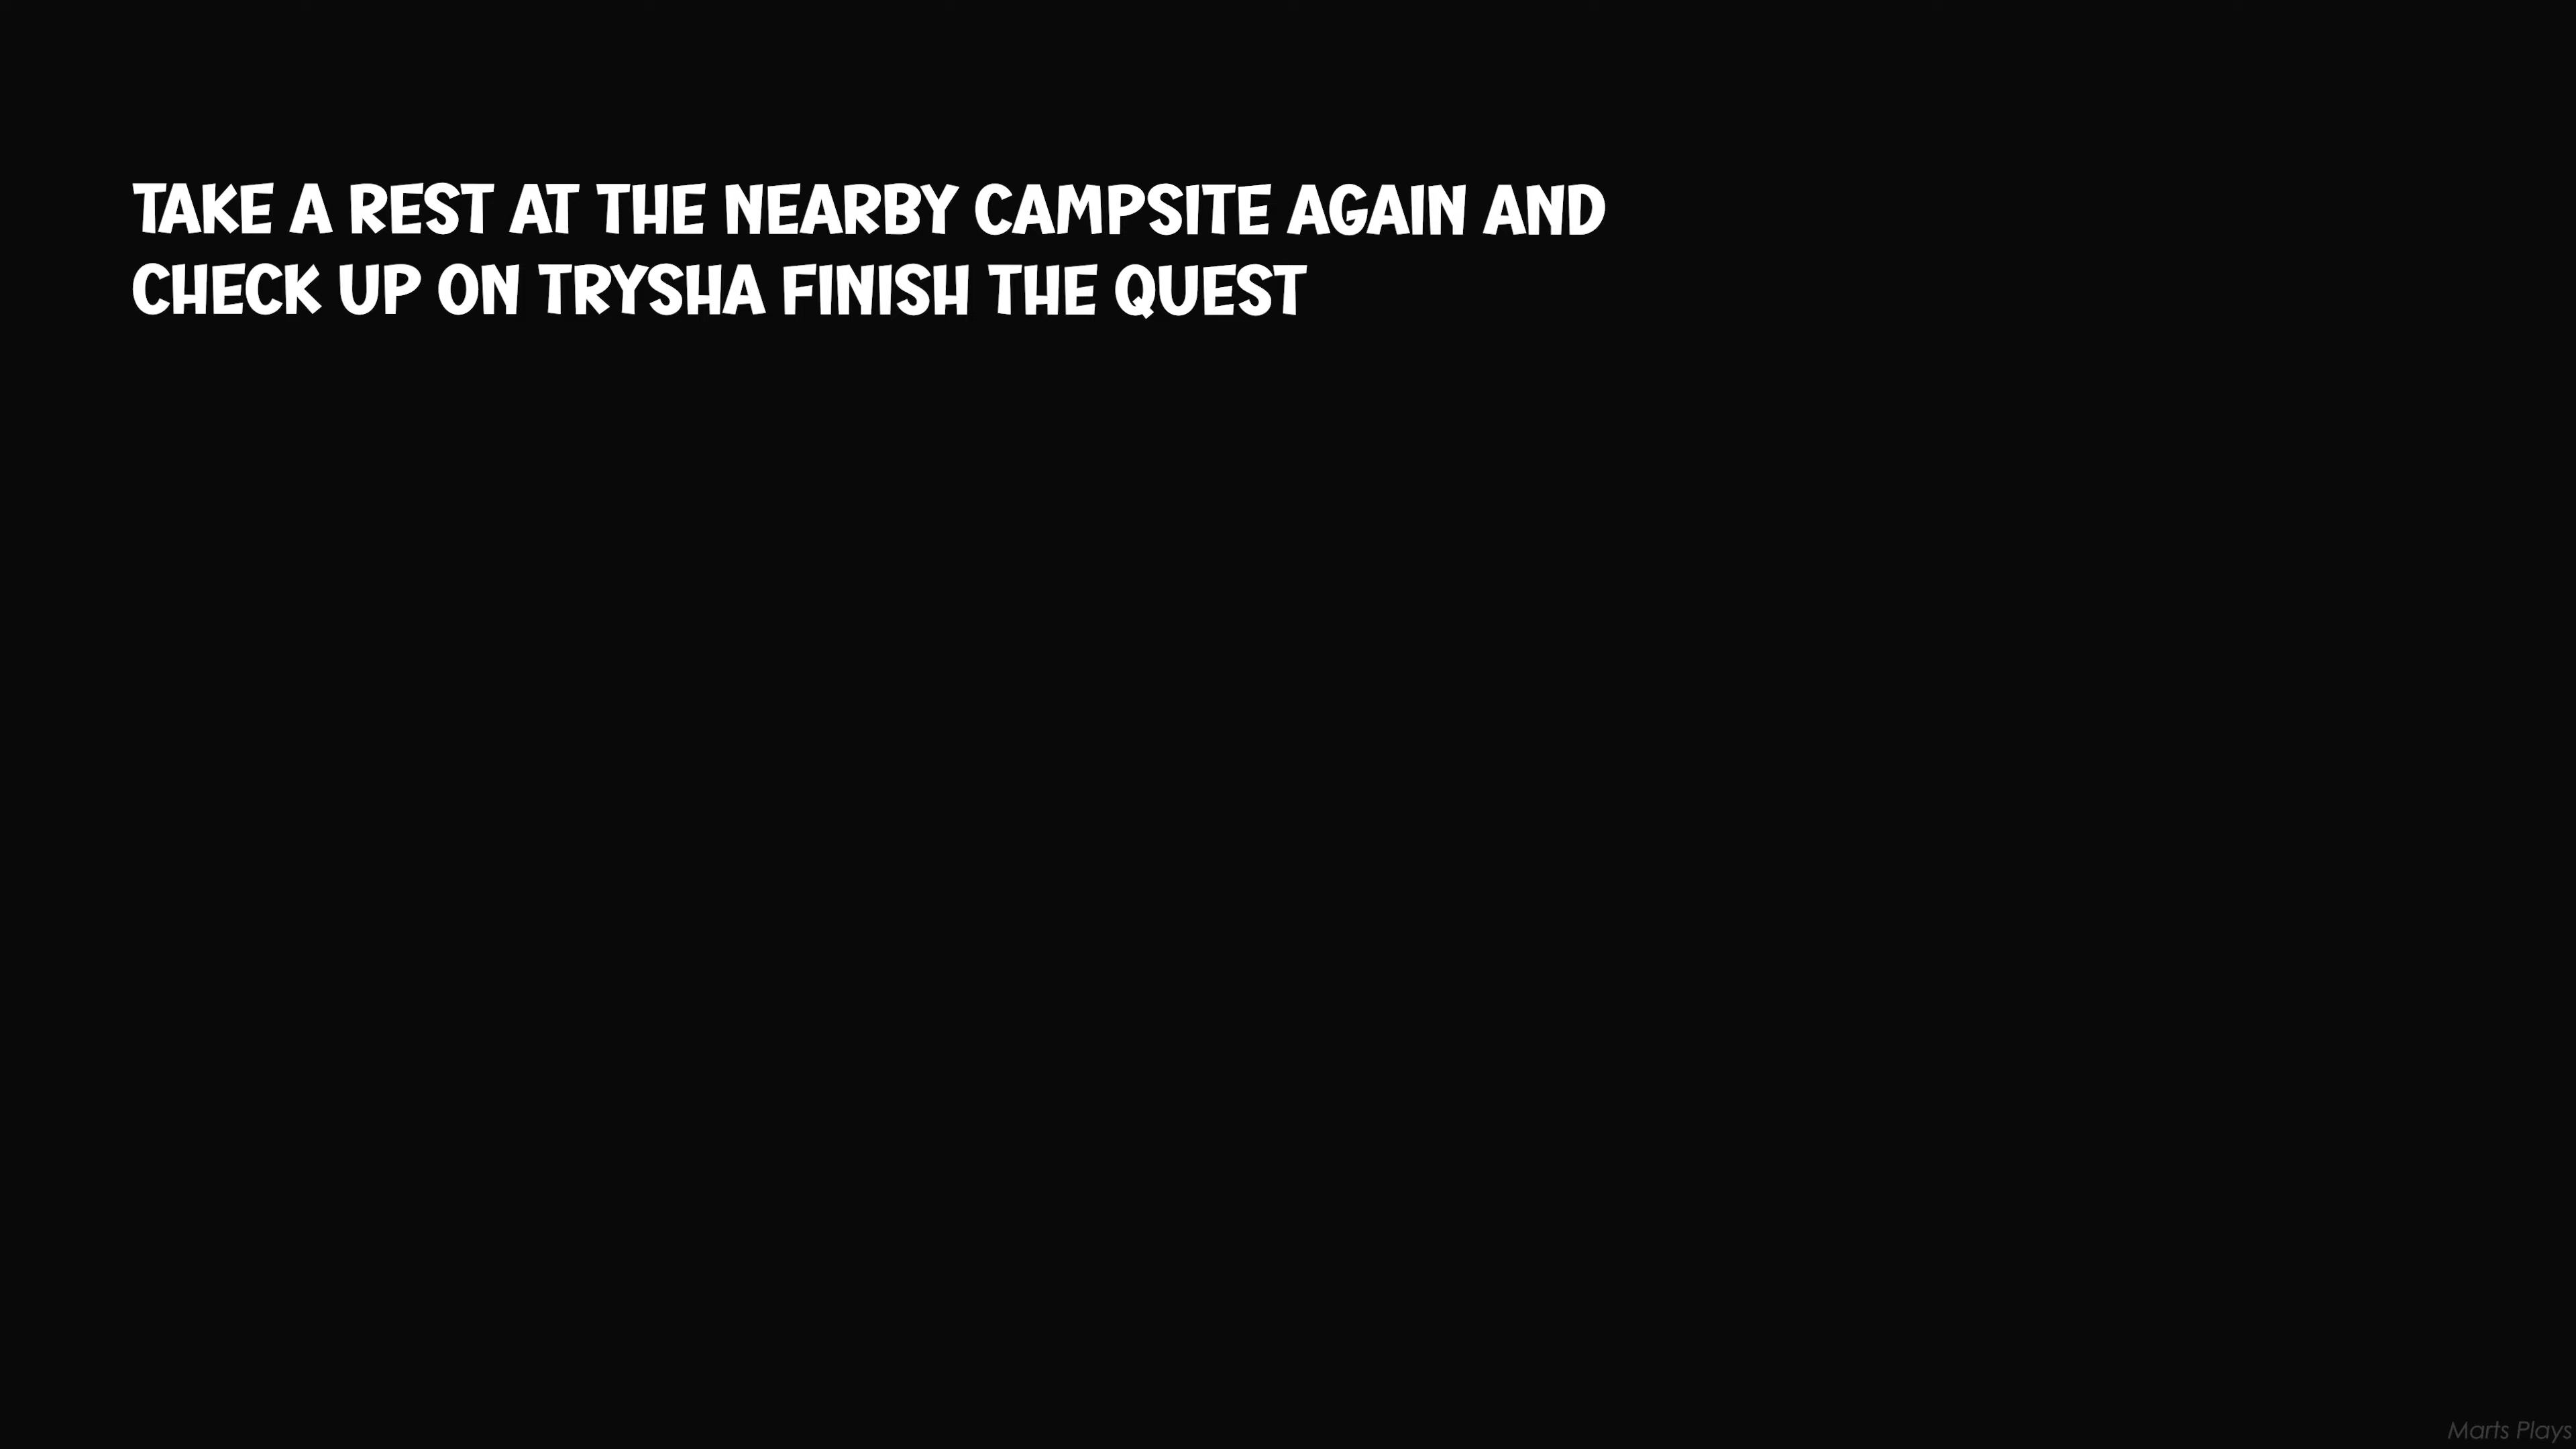 TAKE A REST AT THE NEARBY CAMPSITE AGAIN AND
CHECK UP ON TRYSHA FINISH THE QUEST
Marts Plays